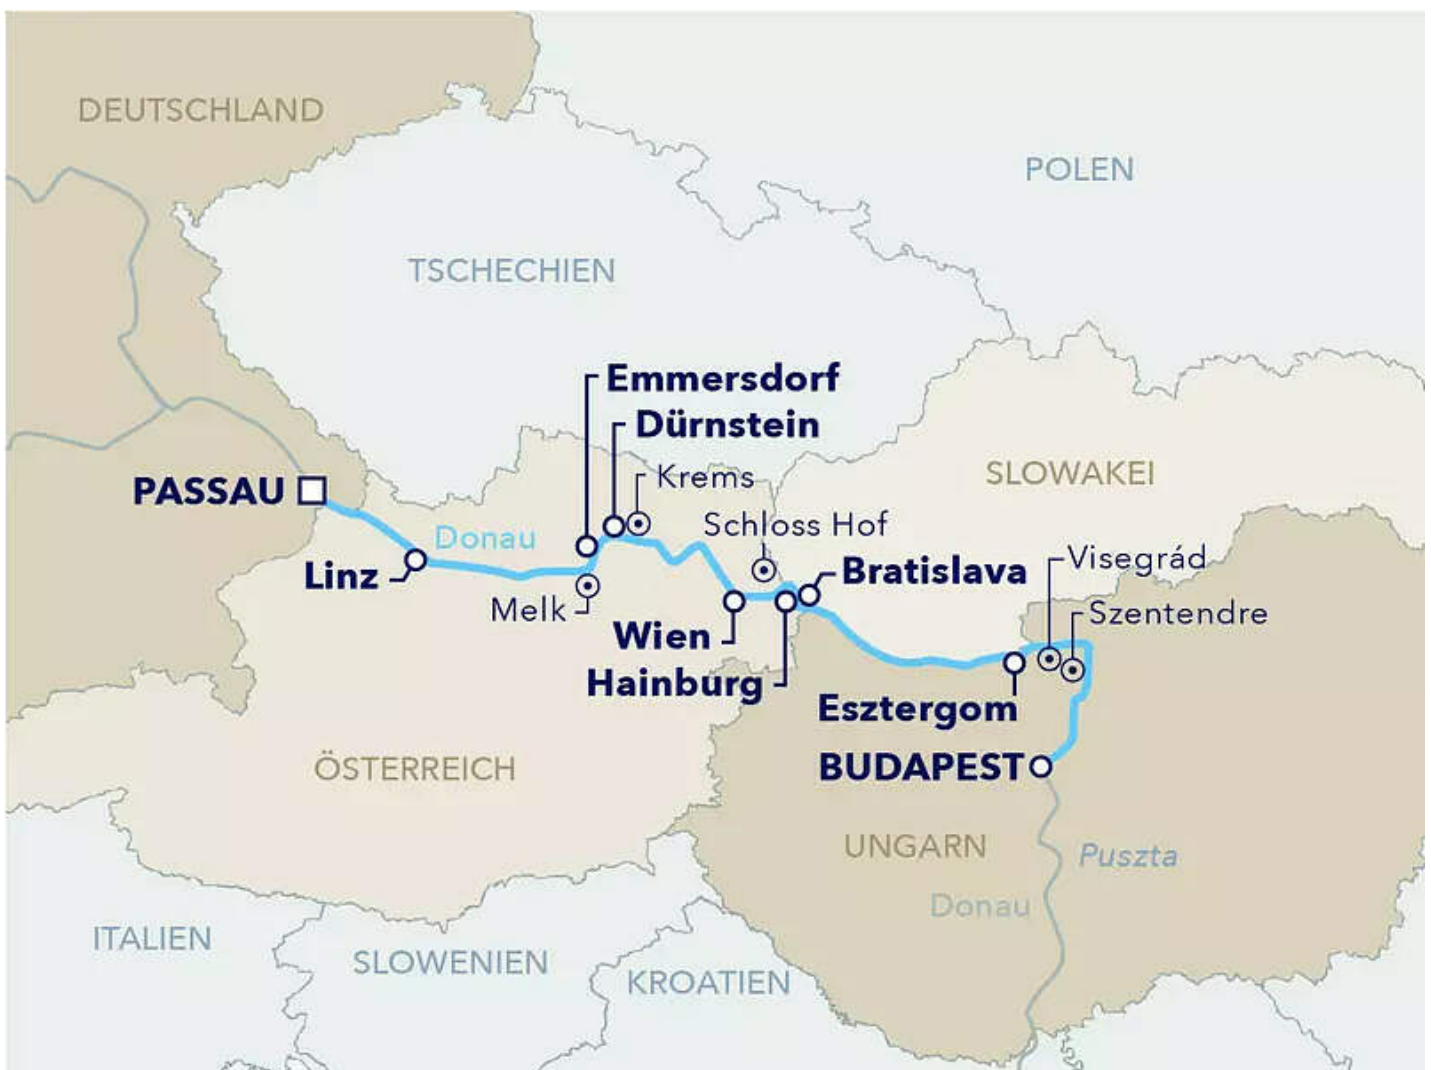 DEUTSCHLAND
POLEN
TSCHECHIEN
Emmersdorf
Dürnstein
Krems
SLOWAKEI
PASSAU
Schloss Hof
Donau
Visegrád
Bratislava
Linz
Melk
Szentendre
Wien
Hainburg
Esztergom
BUDAPEST
ÖSTERREICH
UNGARN
Puszta
Donau
ITALIEN
SLOWENIEN
KROATIEN